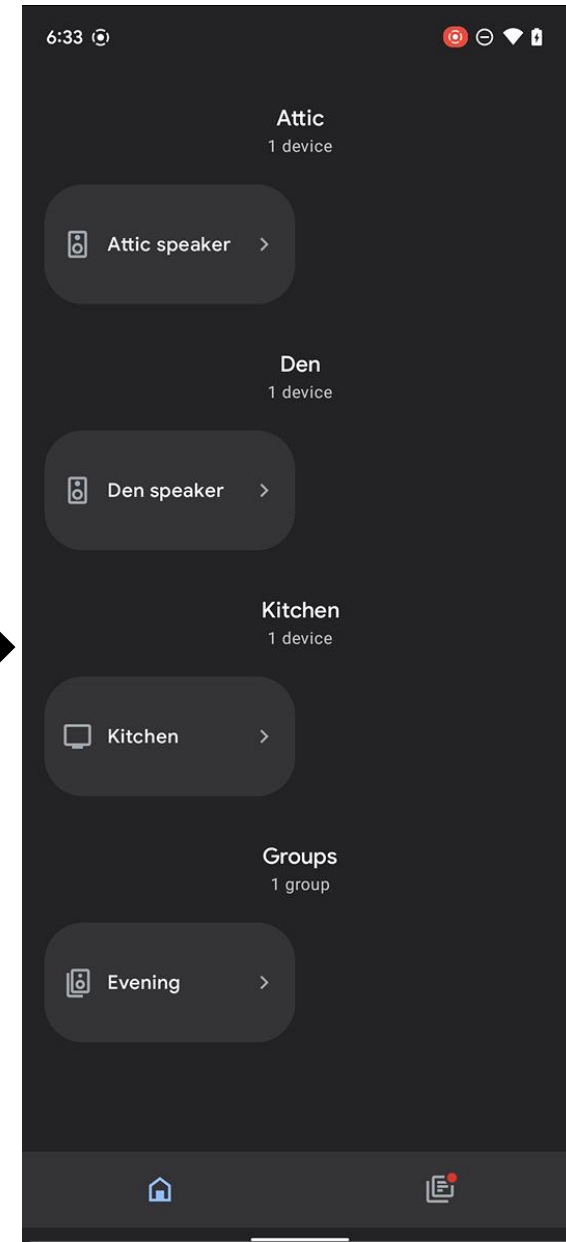 6:33
Attic
1 device
Attic speaker
Den
1 device
Den speaker
Kitchen
1 device
Kitchen
Groups
1 group
Evening